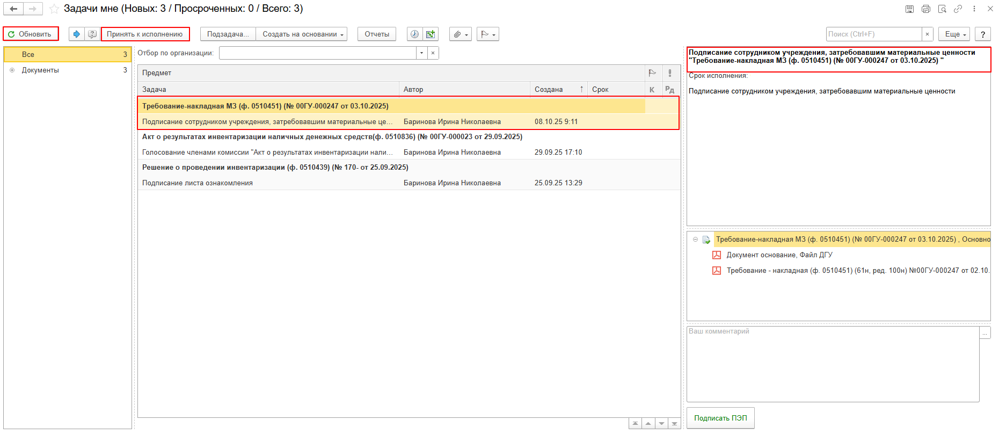 Задачи мне (Новых: 3 / Просроченных: 0 / Всего: 3)
Обновить
Принять к исполнению
Подзадача...
Создать на основании
Отчеты
Поиск (Ctrl+F)
×
Еще
?
Все 3
Документы 3
Отбор по организации:
×
Предмет
Задача Автор Создана ↑ Срок К РД
Требование-накладная МЗ (ф. 0510451) (№ 00ГУ-000247 от 03.10.2025)
Подписание сотрудником учреждения, затребовавшим материальные це... Баринова Ирина Николаевна 08.10.25 9:11
Акт о результатах инвентаризации наличных денежных средств(ф. 0510836) (№ 00ГУ-000023 от 29.09.2025)
Голосование членами комиссии "Акт о результатах инвентаризации нали... Баринова Ирина Николаевна 29.09.25 17:10
Решение о проведении инвентаризации (ф. 0510439) (№ 170- от 25.09.2025)
Подписание листа ознакомления Баринова Ирина Николаевна 25.09.25 13:29
Подписание сотрудником учреждения, затребовавшим материальные ценности
"Требование-накладная МЗ (ф. 0510451) (№ 00ГУ-000247 от 03.10.2025) "
Срок исполнения:
Подписание сотрудником учреждения, затребовавшим материальные ценности
Требование-накладная МЗ (ф. 0510451) (№ 00ГУ-000247 от 03.10.2025) , Основно
Документ основание, Файл ДГУ
Требование - накладная (ф. 0510451) (61н, ред. 100н) №00ГУ-000247 от 02.10.
Ваш комментарий
...
Подписать ПЭП